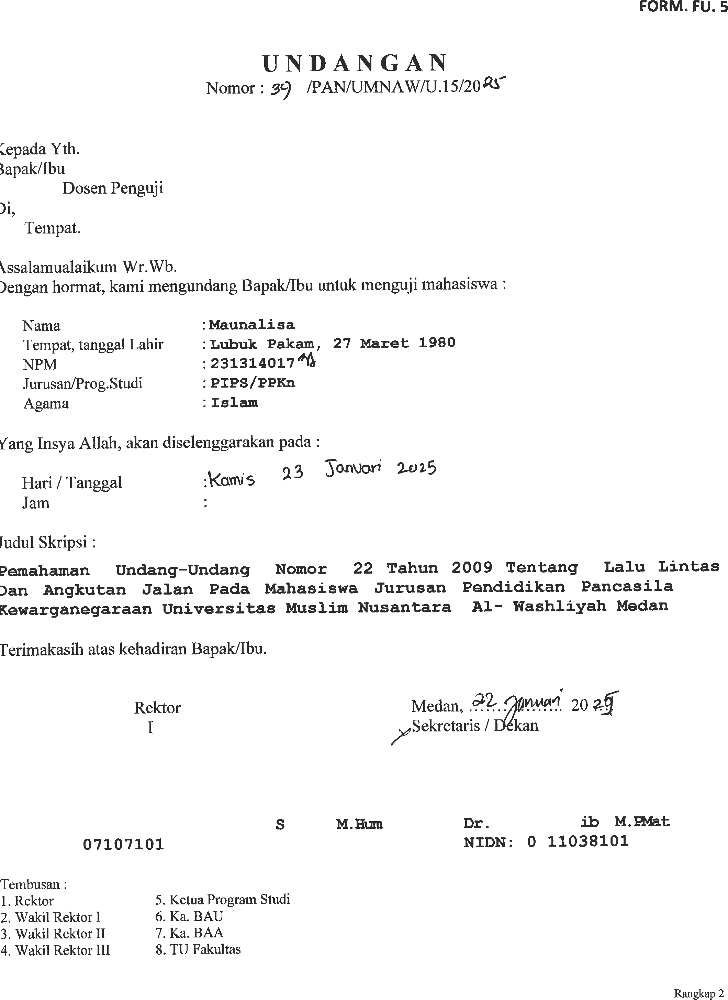 FORM. FU. 5
UNDANGAN
Nomor : 39 /PAN/UMNAW/U.15/2025
Kepada Yth.
Bapak/Ibu
Dosen Penguji
Di,
Tempat.
Assalamualaikum Wr.Wb.
Dengan hormat, kami mengundang Bapak/Ibu untuk menguji mahasiswa :
Nama : Maunalisa
Tempat, tanggal Lahir : Lubuk Pakam, 27 Maret 1980
NPM : 231314017
Jurusan/Prog.Studi : PIPS/PPKn
Agama : Islam
Yang Insya Allah, akan diselenggarakan pada :
Hari / Tanggal : Kamis 23 Januari 2025
Jam :
Judul Skripsi :
Pemahaman Undang-Undang Nomor 22 Tahun 2009 Tentang Lalu Lintas
Dan Angkutan Jalan Pada Mahasiswa Jurusan Pendidikan Pancasila
Kewarganegaraan Universitas Muslim Nusantara Al- Washliyah Medan
Terimakasih atas kehadiran Bapak/Ibu.
Rektor
I
Medan, 22 Januari 2025
Sekretaris / Dekan
S M.Hum
07107101
Dr. ib M.PMat
NIDN: 0 11038101
Tembusan :
1. Rektor
2. Wakil Rektor I
3. Wakil Rektor II
4. Wakil Rektor III
5. Ketua Program Studi
6. Ka. BAU
7. Ka. BAA
8. TU Fakultas
Rangkap 2